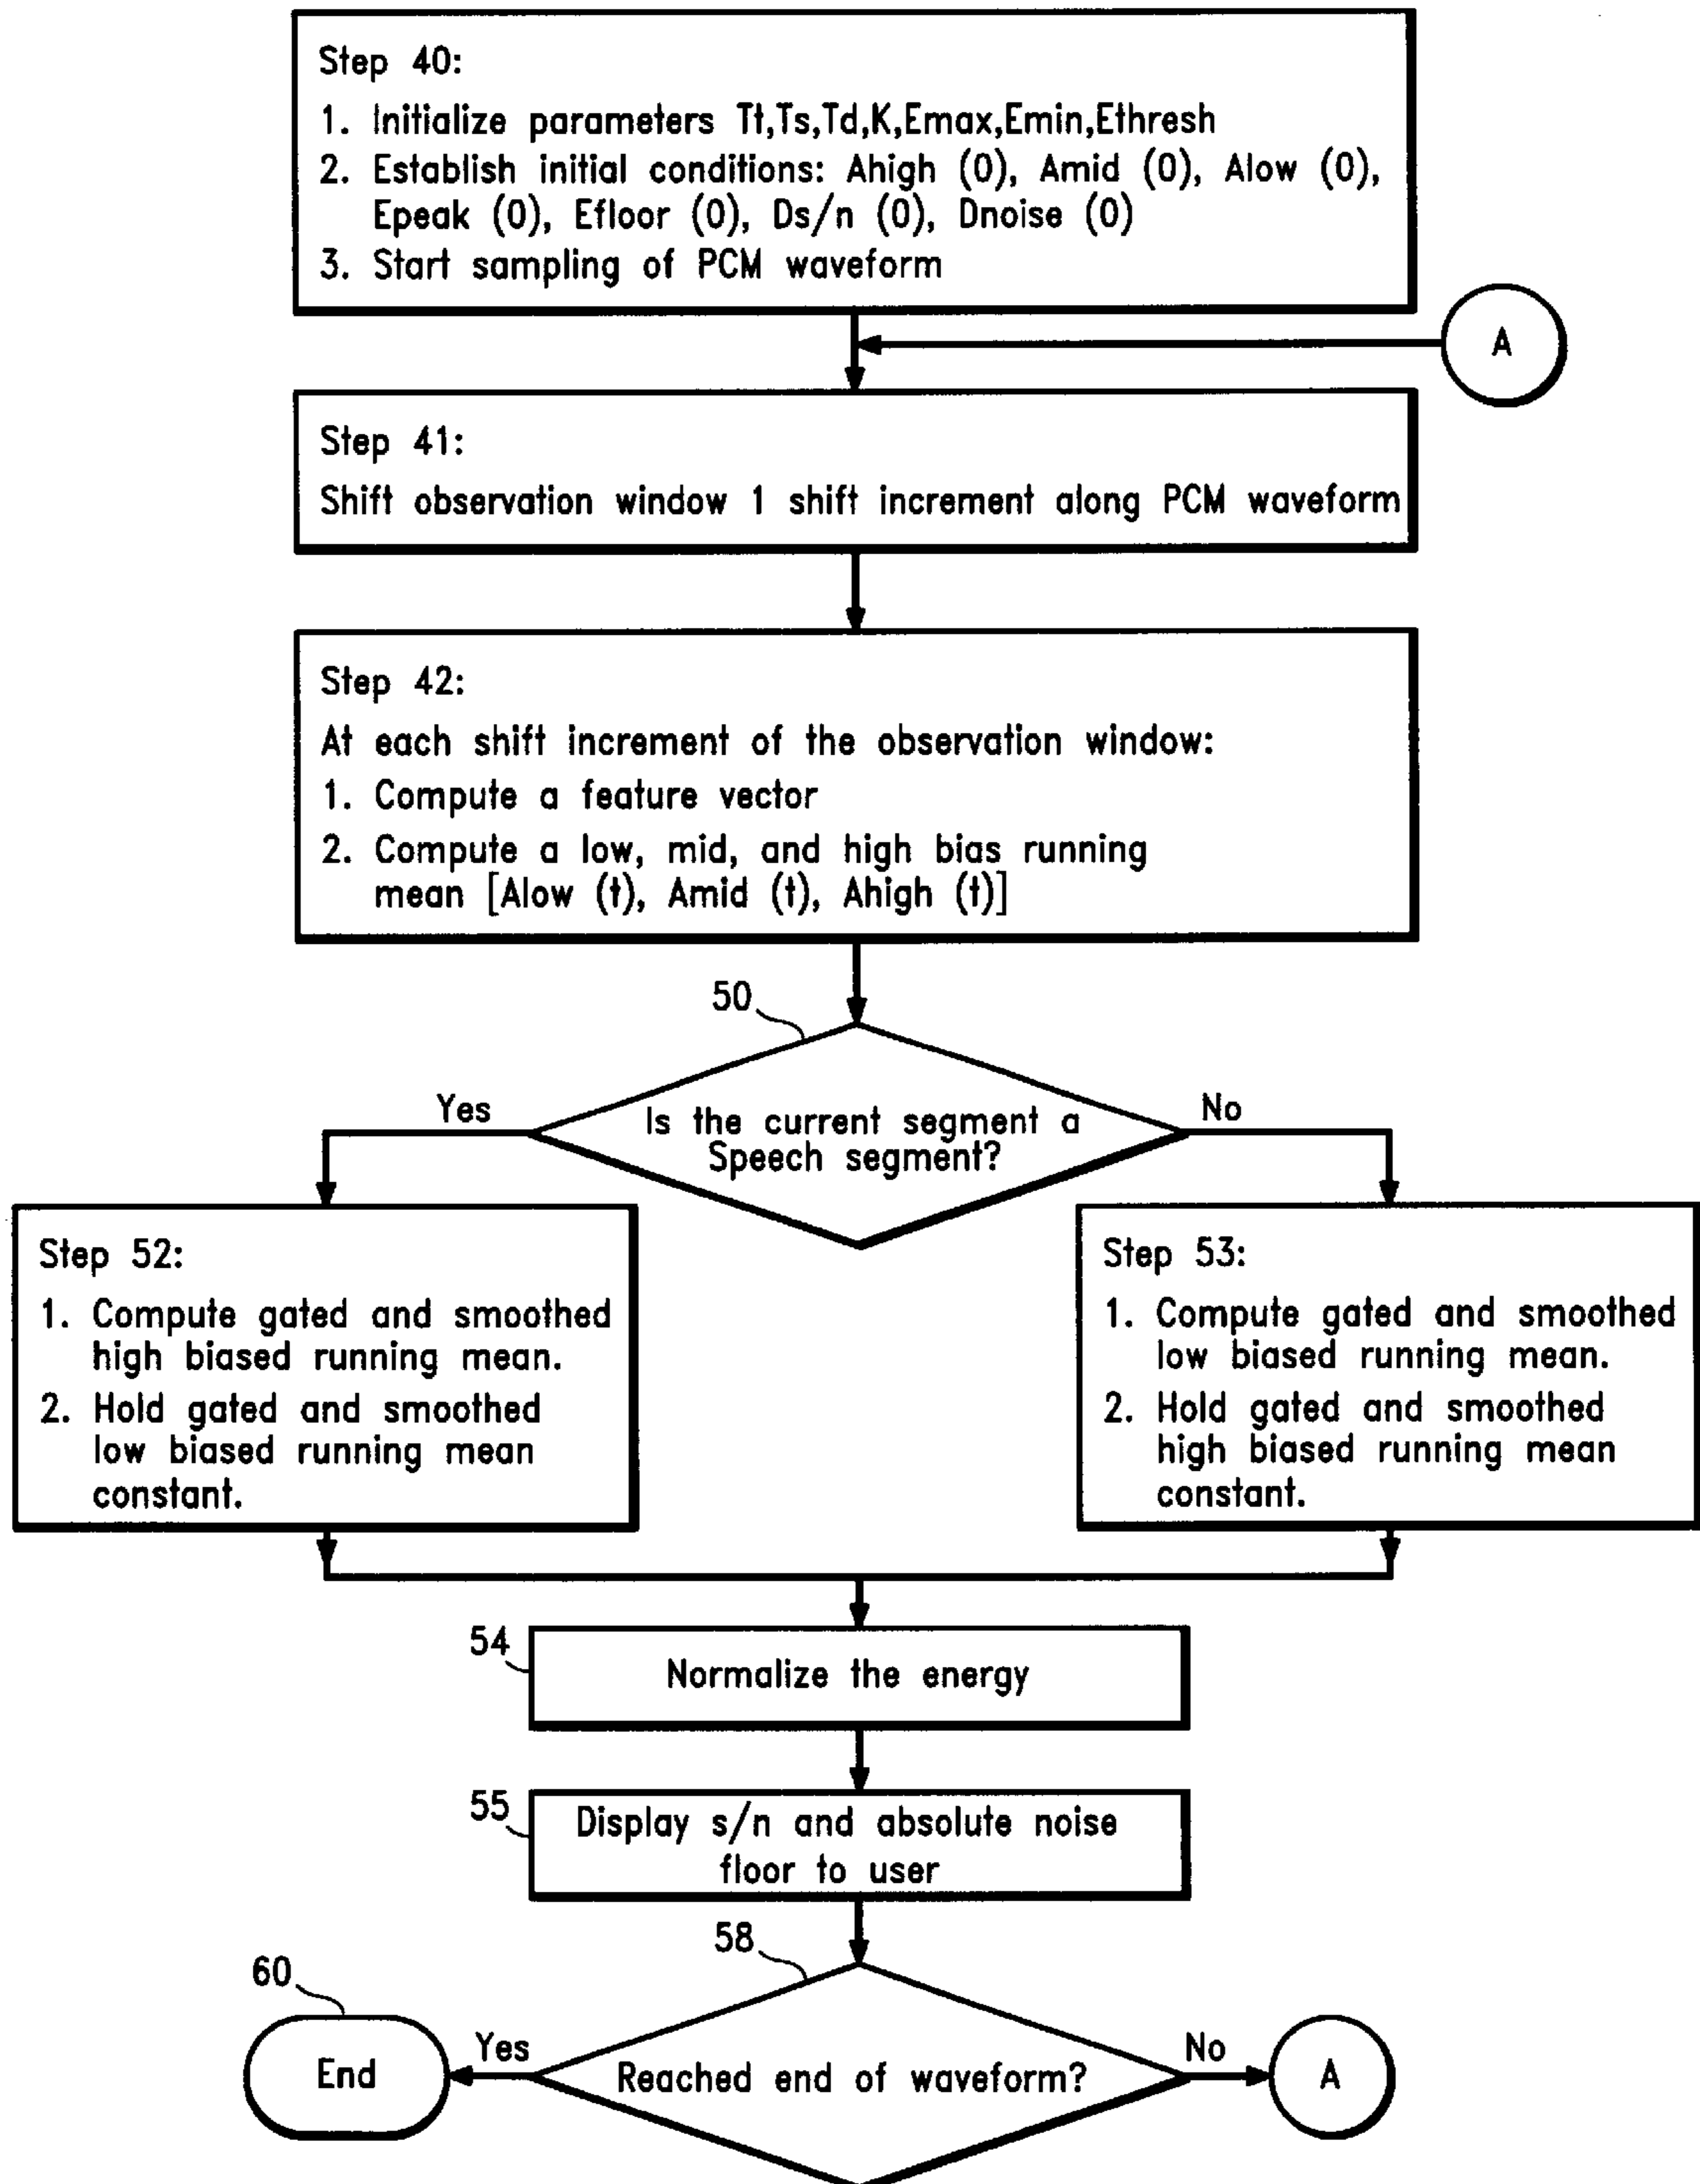 Step 40:
1. Initialize parameters Tt,Ts,Td,K,Emax,Emin,Ethresh
2. Establish initial conditions: Ahigh (0), Amid (0), Alow (0),
Epeak (0), Efloor (0), Ds/n (0), Dnoise (0)
3. Start sampling of PCM waveform
A
Step 41:
Shift observation window 1 shift increment along PCM waveform
Step 42:
At each shift increment of the observation window:
1. Compute a feature vector
2. Compute a low, mid, and high bias running
mean [Alow (t), Amid (t), Ahigh (t)]
50
Yes
No
Is the current segment a
Speech segment?
Step 52:
1. Compute gated and smoothed
high biased running mean.
2. Hold gated and smoothed
low biased running mean
constant.
Step 53:
1. Compute gated and smoothed
low biased running mean.
2. Hold gated and smoothed
high biased running mean
constant.
54
Normalize the energy
55
Display s/n and absolute noise
floor to user
58
60
End
Yes
Reached end of waveform?
No
A